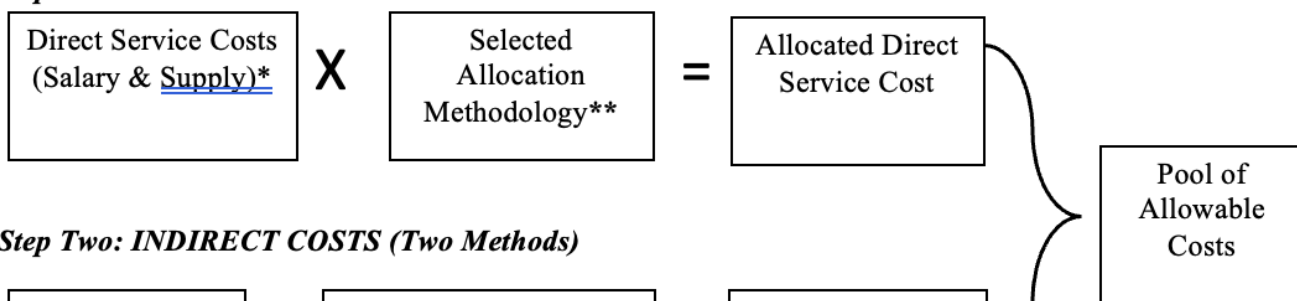 Direct Service Costs
(Salary & Supply)*
X
Selected
Allocation
Methodology**
=
Allocated Direct
Service Cost
Pool of
Allowable
Costs
Step Two: INDIRECT COSTS (Two Methods)